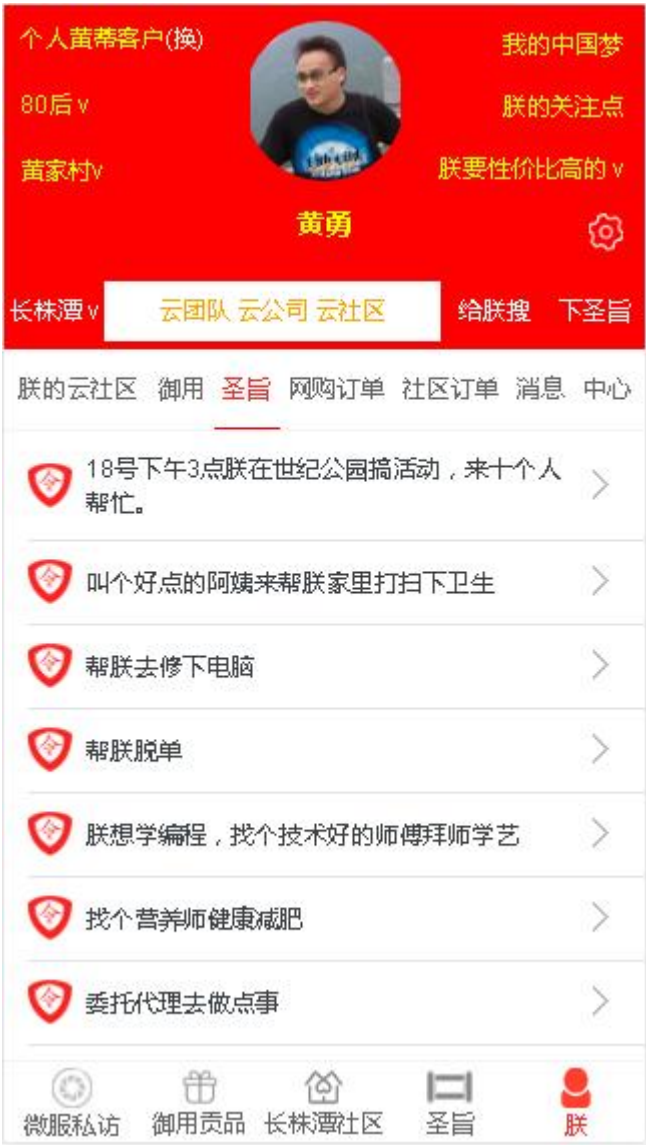 个人黄蒂客户(换)
我的中国梦
80后v
朕的关注点
黄家村v
朕要性价比高的 v
黄勇
长株潭v
云团队 云公司 云社区
给朕搜
下圣旨
朕的云社区 御用 圣旨 网购订单 社区订单 消息 中心
18号下午3点朕在世纪公园搞活动，来十个人
帮忙。
叫个好点的阿姨来帮朕家里打扫下卫生
帮朕去修下电脑
帮朕脱单
朕想学编程，找个技术好的师傅拜师学艺
找个营养师健康减肥
委托代理去做点事
微服私访 御用贡品 长株潭社区 圣旨 朕